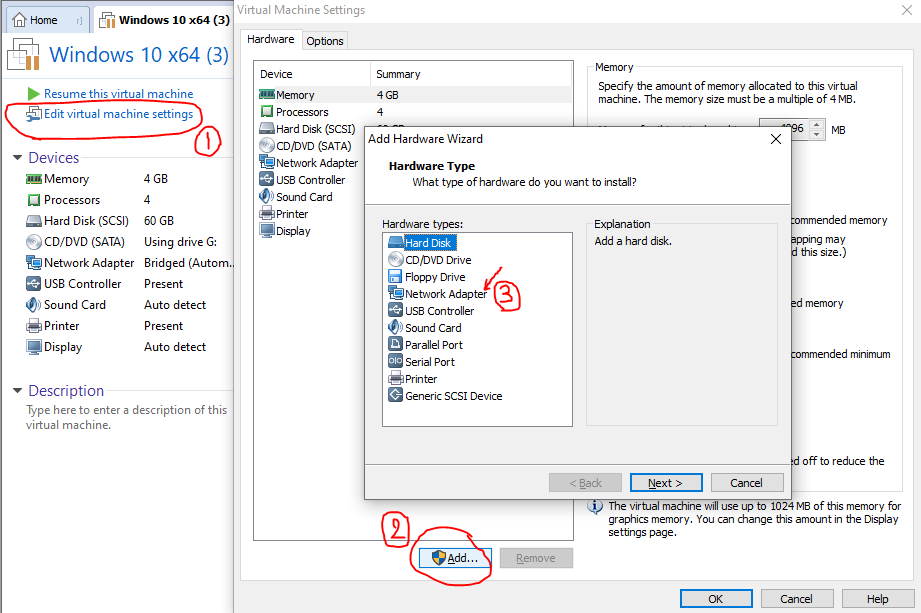 Home
Windows 10 x64 (3)
Windows 10 x64 (3)
Resume this virtual machine
Edit virtual machine settings
1
Devices
Memory 4 GB
Processors 4
Hard Disk (SCSI) 60 GB
CD/DVD (SATA) Using drive G:
Network Adapter Bridged (Autom..
USB Controller Present
Sound Card Auto detect
Printer Present
Display Auto detect
Description
Type here to enter a description of this
virtual machine.
Virtual Machine Settings
Hardware
Options
Device Summary
Memory 4 GB
Processors 4
Hard Disk (SCSI)
CD/DVD (SATA)
Network Adapter
USB Controller
Sound Card
Printer
Display
2
Add...
Remove
Memory
Specify the amount of memory allocated to this virtual
machine. The memory size must be a multiple of 4 MB.
MB
commended memory
apping may
d this size.)
ed memory
commended minimum
ed off to reduce the
The virtual machine will use up to 1024 MB of this memory for
graphics memory. You can change this amount in the Display
settings page.
OK
Cancel
Help
Add Hardware Wizard
Hardware Type
What type of hardware do you want to install?
Hardware types:
Hard Disk
CD/DVD Drive
Floppy Drive
Network Adapter
3
USB Controller
Sound Card
Parallel Port
Serial Port
Printer
Generic SCSI Device
Explanation
Add a hard disk.
< Back
Next >
Cancel